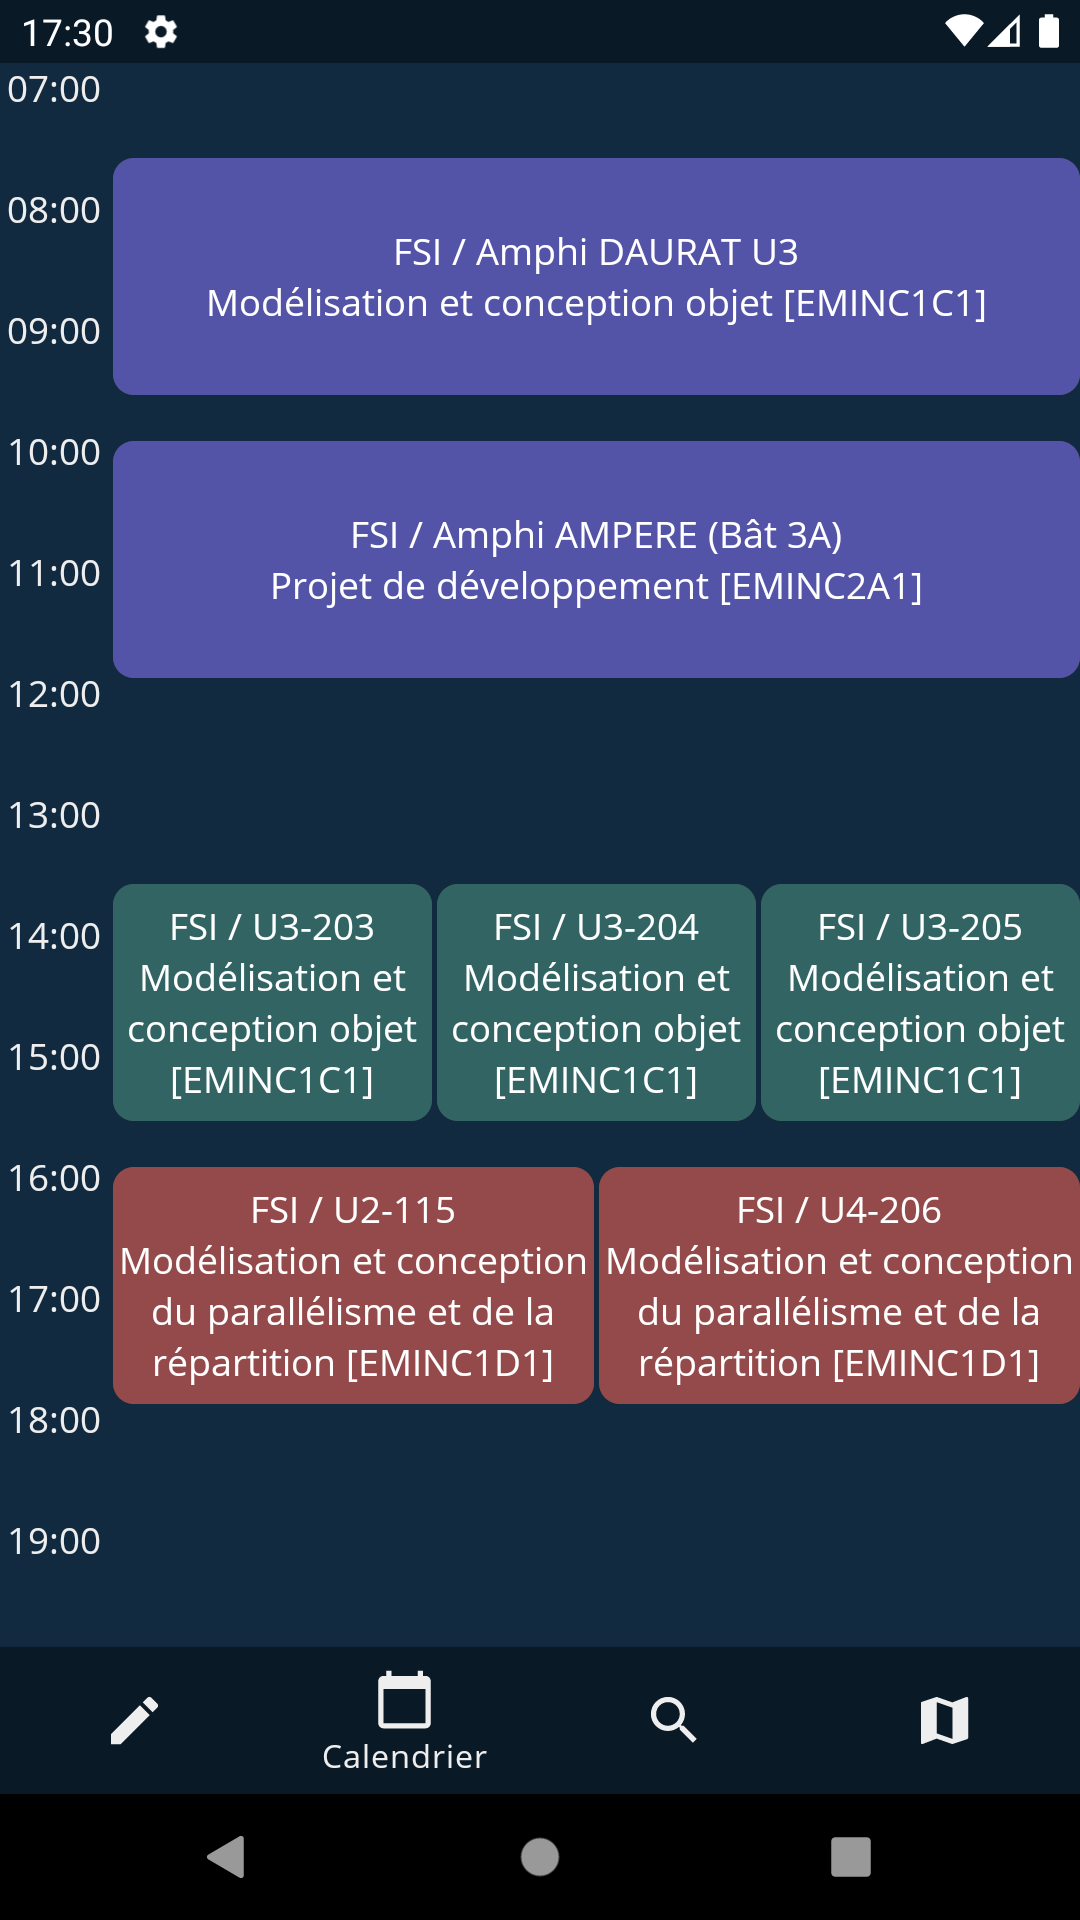 17:30
07:00
08:00
FSI / Amphi DAURAT U3
Modélisation et conception objet [EMINC1C1]
09:00
10:00
FSI / Amphi AMPERE (Bât 3A)
Projet de développement [EMINC2A1]
11:00
12:00
13:00
14:00
15:00
FSI / U3-203
Modélisation et
conception objet
[EMINC1C1]
FSI / U3-204
Modélisation et
conception objet
[EMINC1C1]
FSI / U3-205
Modélisation et
conception objet
[EMINC1C1]
16:00
17:00
FSI / U2-115
Modélisation et conception
du parallélisme et de la
répartition [EMINC1D1]
FSI / U4-206
Modélisation et conception
du parallélisme et de la
répartition [EMINC1D1]
18:00
19:00
Calendrier